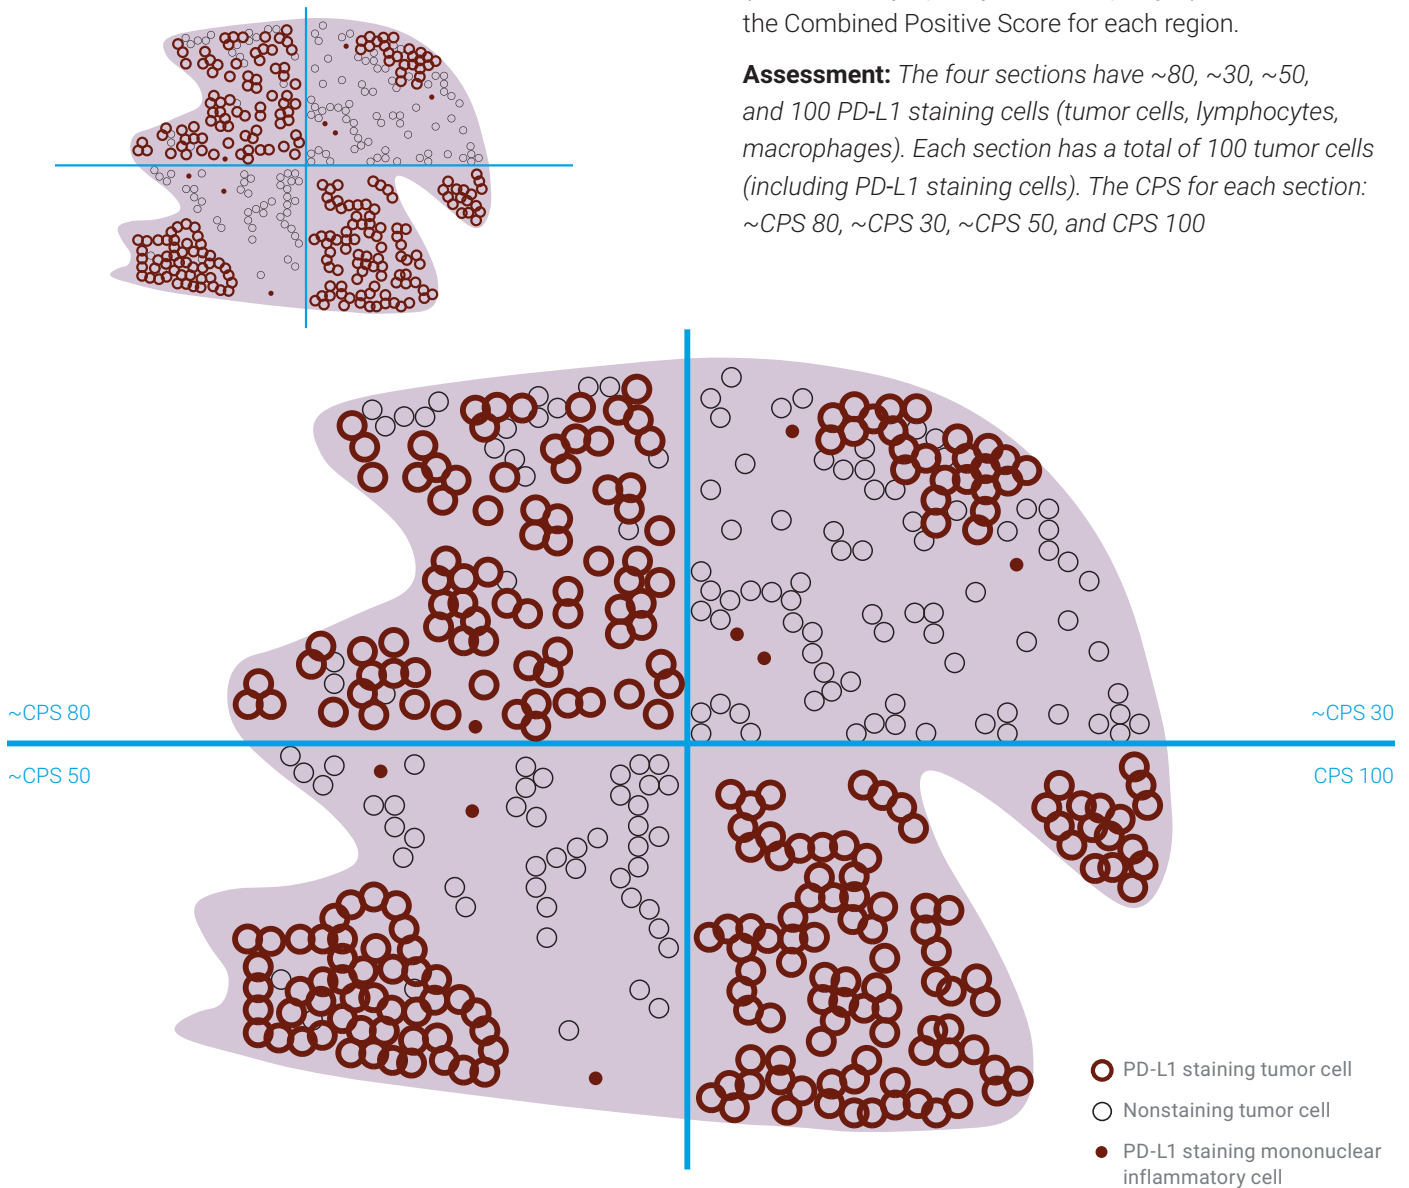 the Combined Positive Score for each region.
Assessment: The four sections have ~80, ~30, ~50,
and 100 PD-L1 staining cells (tumor cells, lymphocytes,
macrophages). Each section has a total of 100 tumor cells
(including PD-L1 staining cells). The CPS for each section:
~CPS 80, ~CPS 30, ~CPS 50, and CPS 100
~CPS 80
~CPS 30
~CPS 50
CPS 100
PD-L1 staining tumor cell
Nonstaining tumor cell
PD-L1 staining mononuclear
inflammatory cell